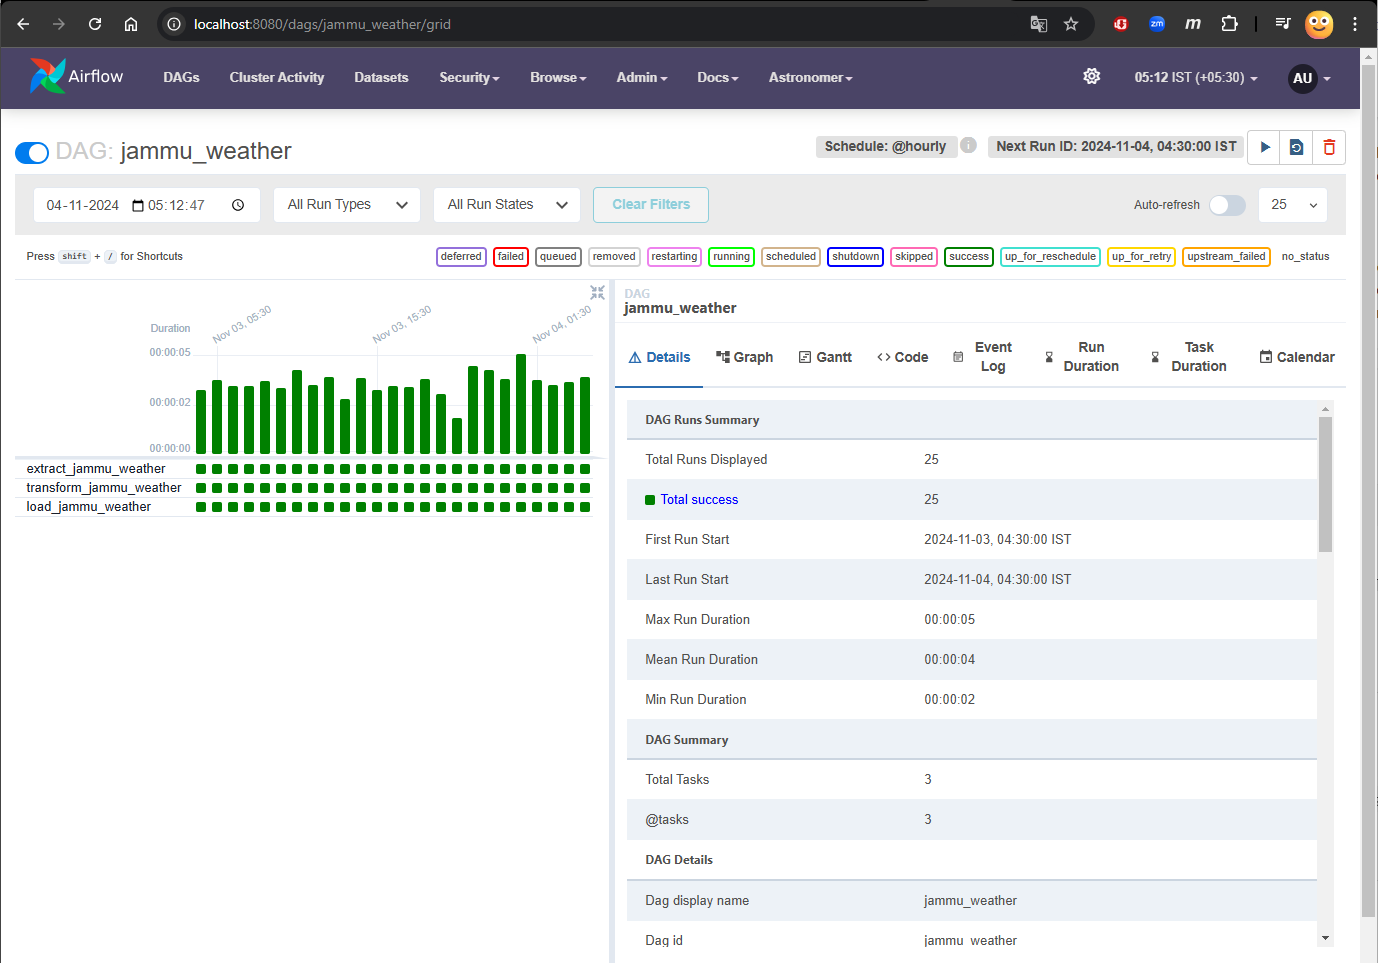 localhost:8080/dags/jammu_weather/grid
zm
m
Airflow
DAGs
Cluster Activity
Datasets
Security
Browse
Admin
Docs
Astronomer
05:12 IST (+05:30)
AU
DAG: jammu_weather
Schedule: @hourly
i
Next Run ID: 2024-11-04, 04:30:00 IST
04-11-2024 05:12:47
All Run Types
All Run States
Clear Filters
Auto-refresh
25
Press shift + / for Shortcuts
deferred
failed
queued
removed
restarting
running
scheduled
shutdown
skipped
success
up_for_reschedule
up_for_retry
upstream_failed
no_status
Duration
Nov 03, 05:30
Nov 03, 15:30
Nov 04, 01:30
00:00:05
00:00:02
00:00:00
extract_jammu_weather
transform_jammu_weather
load_jammu_weather
DAG
jammu_weather
Details
Graph
Gantt
Code
Event
Log
Run
Duration
Task
Duration
Calendar
DAG Runs Summary
Total Runs Displayed 25
Total success 25
First Run Start 2024-11-03, 04:30:00 IST
Last Run Start 2024-11-04, 04:30:00 IST
Max Run Duration 00:00:05
Mean Run Duration 00:00:04
Min Run Duration 00:00:02
DAG Summary
Total Tasks 3
@tasks 3
DAG Details
Dag display name jammu_weather
Dag id jammu_weather